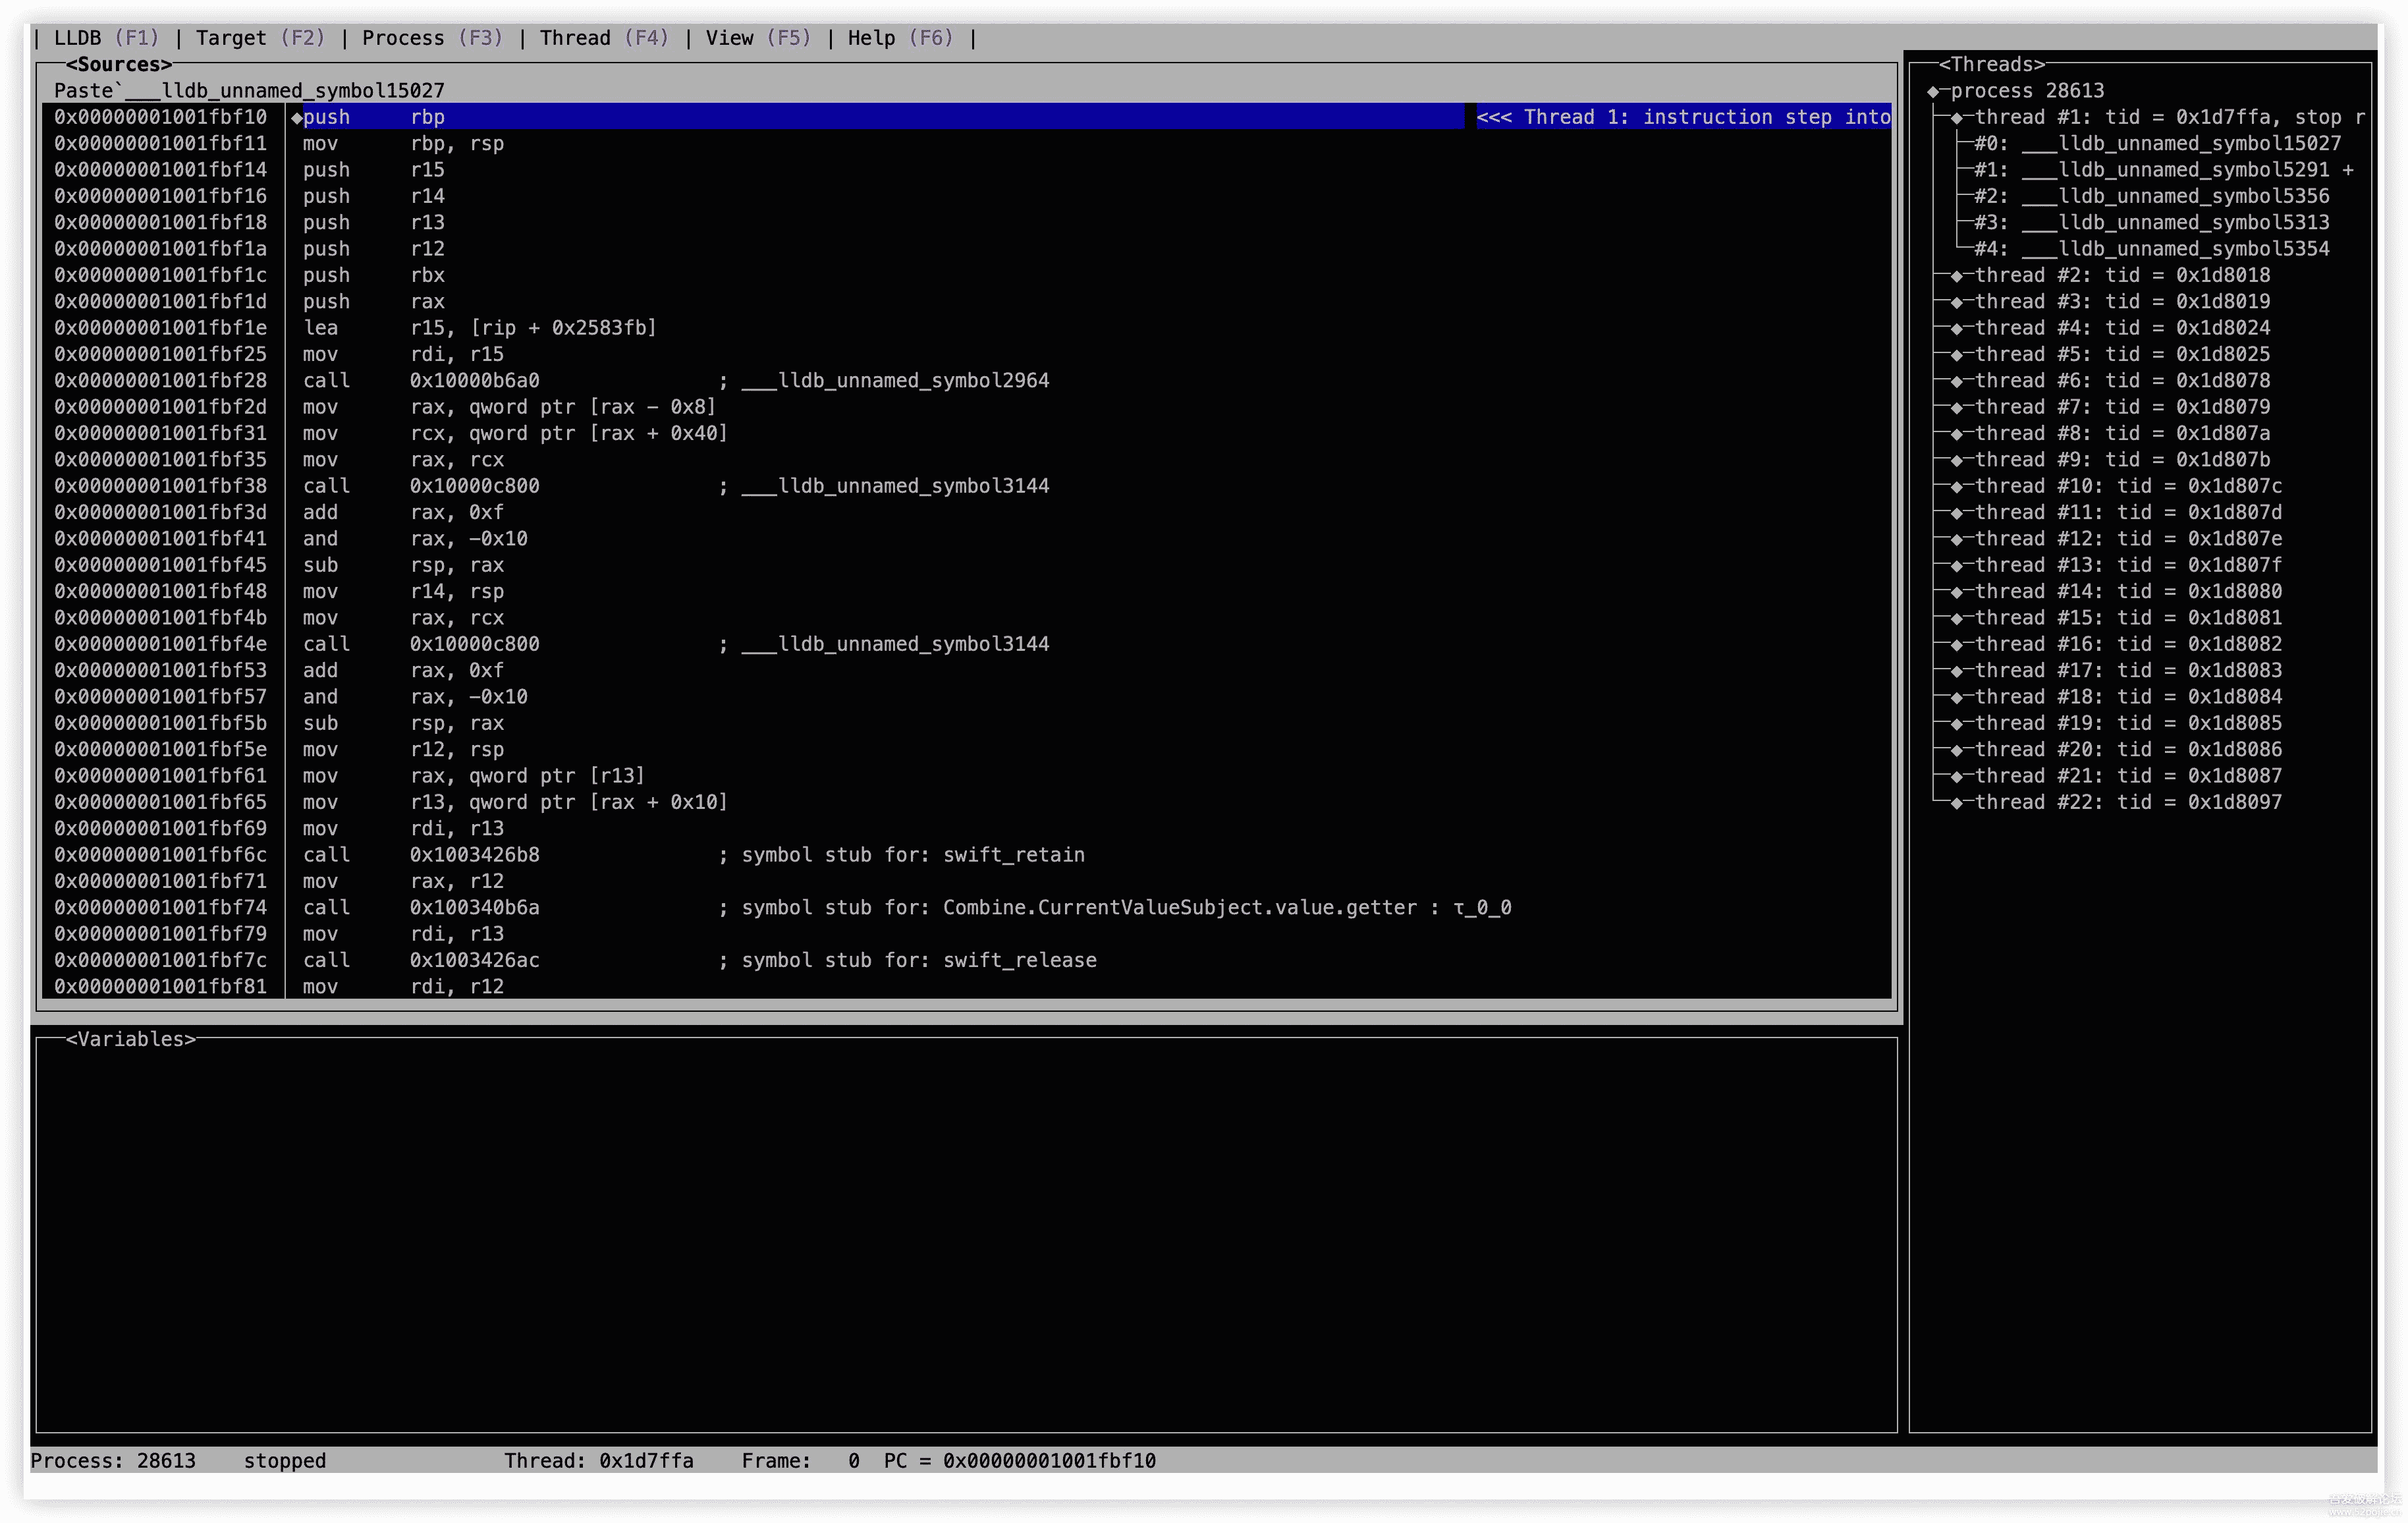 | LLDB (F1) | Target (F2) | Process (F3) | Thread (F4) | View (F5) | Help (F6) |
<Sources>
Paste`___lldb_unnamed_symbol15027
0x00000001001fbf10 ◆push rbp <<< Thread 1: instruction step into
0x00000001001fbf11 mov rbp, rsp
0x00000001001fbf14 push r15
0x00000001001fbf16 push r14
0x00000001001fbf18 push r13
0x00000001001fbf1a push r12
0x00000001001fbf1c push rbx
0x00000001001fbf1d push rax
0x00000001001fbf1e lea r15, [rip + 0x2583fb]
0x00000001001fbf25 mov rdi, r15
0x00000001001fbf28 call 0x10000b6a0 ; ___lldb_unnamed_symbol2964
0x00000001001fbf2d mov rax, qword ptr [rax - 0x8]
0x00000001001fbf31 mov rcx, qword ptr [rax + 0x40]
0x00000001001fbf35 mov rax, rcx
0x00000001001fbf38 call 0x10000c800 ; ___lldb_unnamed_symbol3144
0x00000001001fbf3d add rax, 0xf
0x00000001001fbf41 and rax, -0x10
0x00000001001fbf45 sub rsp, rax
0x00000001001fbf48 mov r14, rsp
0x00000001001fbf4b mov rax, rcx
0x00000001001fbf4e call 0x10000c800 ; ___lldb_unnamed_symbol3144
0x00000001001fbf53 add rax, 0xf
0x00000001001fbf57 and rax, -0x10
0x00000001001fbf5b sub rsp, rax
0x00000001001fbf5e mov r12, rsp
0x00000001001fbf61 mov rax, qword ptr [r13]
0x00000001001fbf65 mov r13, qword ptr [rax + 0x10]
0x00000001001fbf69 mov rdi, r13
0x00000001001fbf6c call 0x1003426b8 ; symbol stub for: swift_retain
0x00000001001fbf71 mov rax, r12
0x00000001001fbf74 call 0x100340b6a ; symbol stub for: Combine.CurrentValueSubject.value.getter : τ_0_0
0x00000001001fbf79 mov rdi, r13
0x00000001001fbf7c call 0x1003426ac ; symbol stub for: swift_release
0x00000001001fbf81 mov rdi, r12
<Threads>
◆process 28613
◆thread #1: tid = 0x1d7ffa, stop r
#0: ___lldb_unnamed_symbol15027
#1: ___lldb_unnamed_symbol5291 +
#2: ___lldb_unnamed_symbol5356
#3: ___lldb_unnamed_symbol5313
#4: ___lldb_unnamed_symbol5354
◆thread #2: tid = 0x1d8018
◆thread #3: tid = 0x1d8019
◆thread #4: tid = 0x1d8024
◆thread #5: tid = 0x1d8025
◆thread #6: tid = 0x1d8078
◆thread #7: tid = 0x1d8079
◆thread #8: tid = 0x1d807a
◆thread #9: tid = 0x1d807b
◆thread #10: tid = 0x1d807c
◆thread #11: tid = 0x1d807d
◆thread #12: tid = 0x1d807e
◆thread #13: tid = 0x1d807f
◆thread #14: tid = 0x1d8080
◆thread #15: tid = 0x1d8081
◆thread #16: tid = 0x1d8082
◆thread #17: tid = 0x1d8083
◆thread #18: tid = 0x1d8084
◆thread #19: tid = 0x1d8085
◆thread #20: tid = 0x1d8086
◆thread #21: tid = 0x1d8087
◆thread #22: tid = 0x1d8097
<Variables>
Process: 28613 stopped Thread: 0x1d7ffa Frame: 0 PC = 0x00000001001fbf10